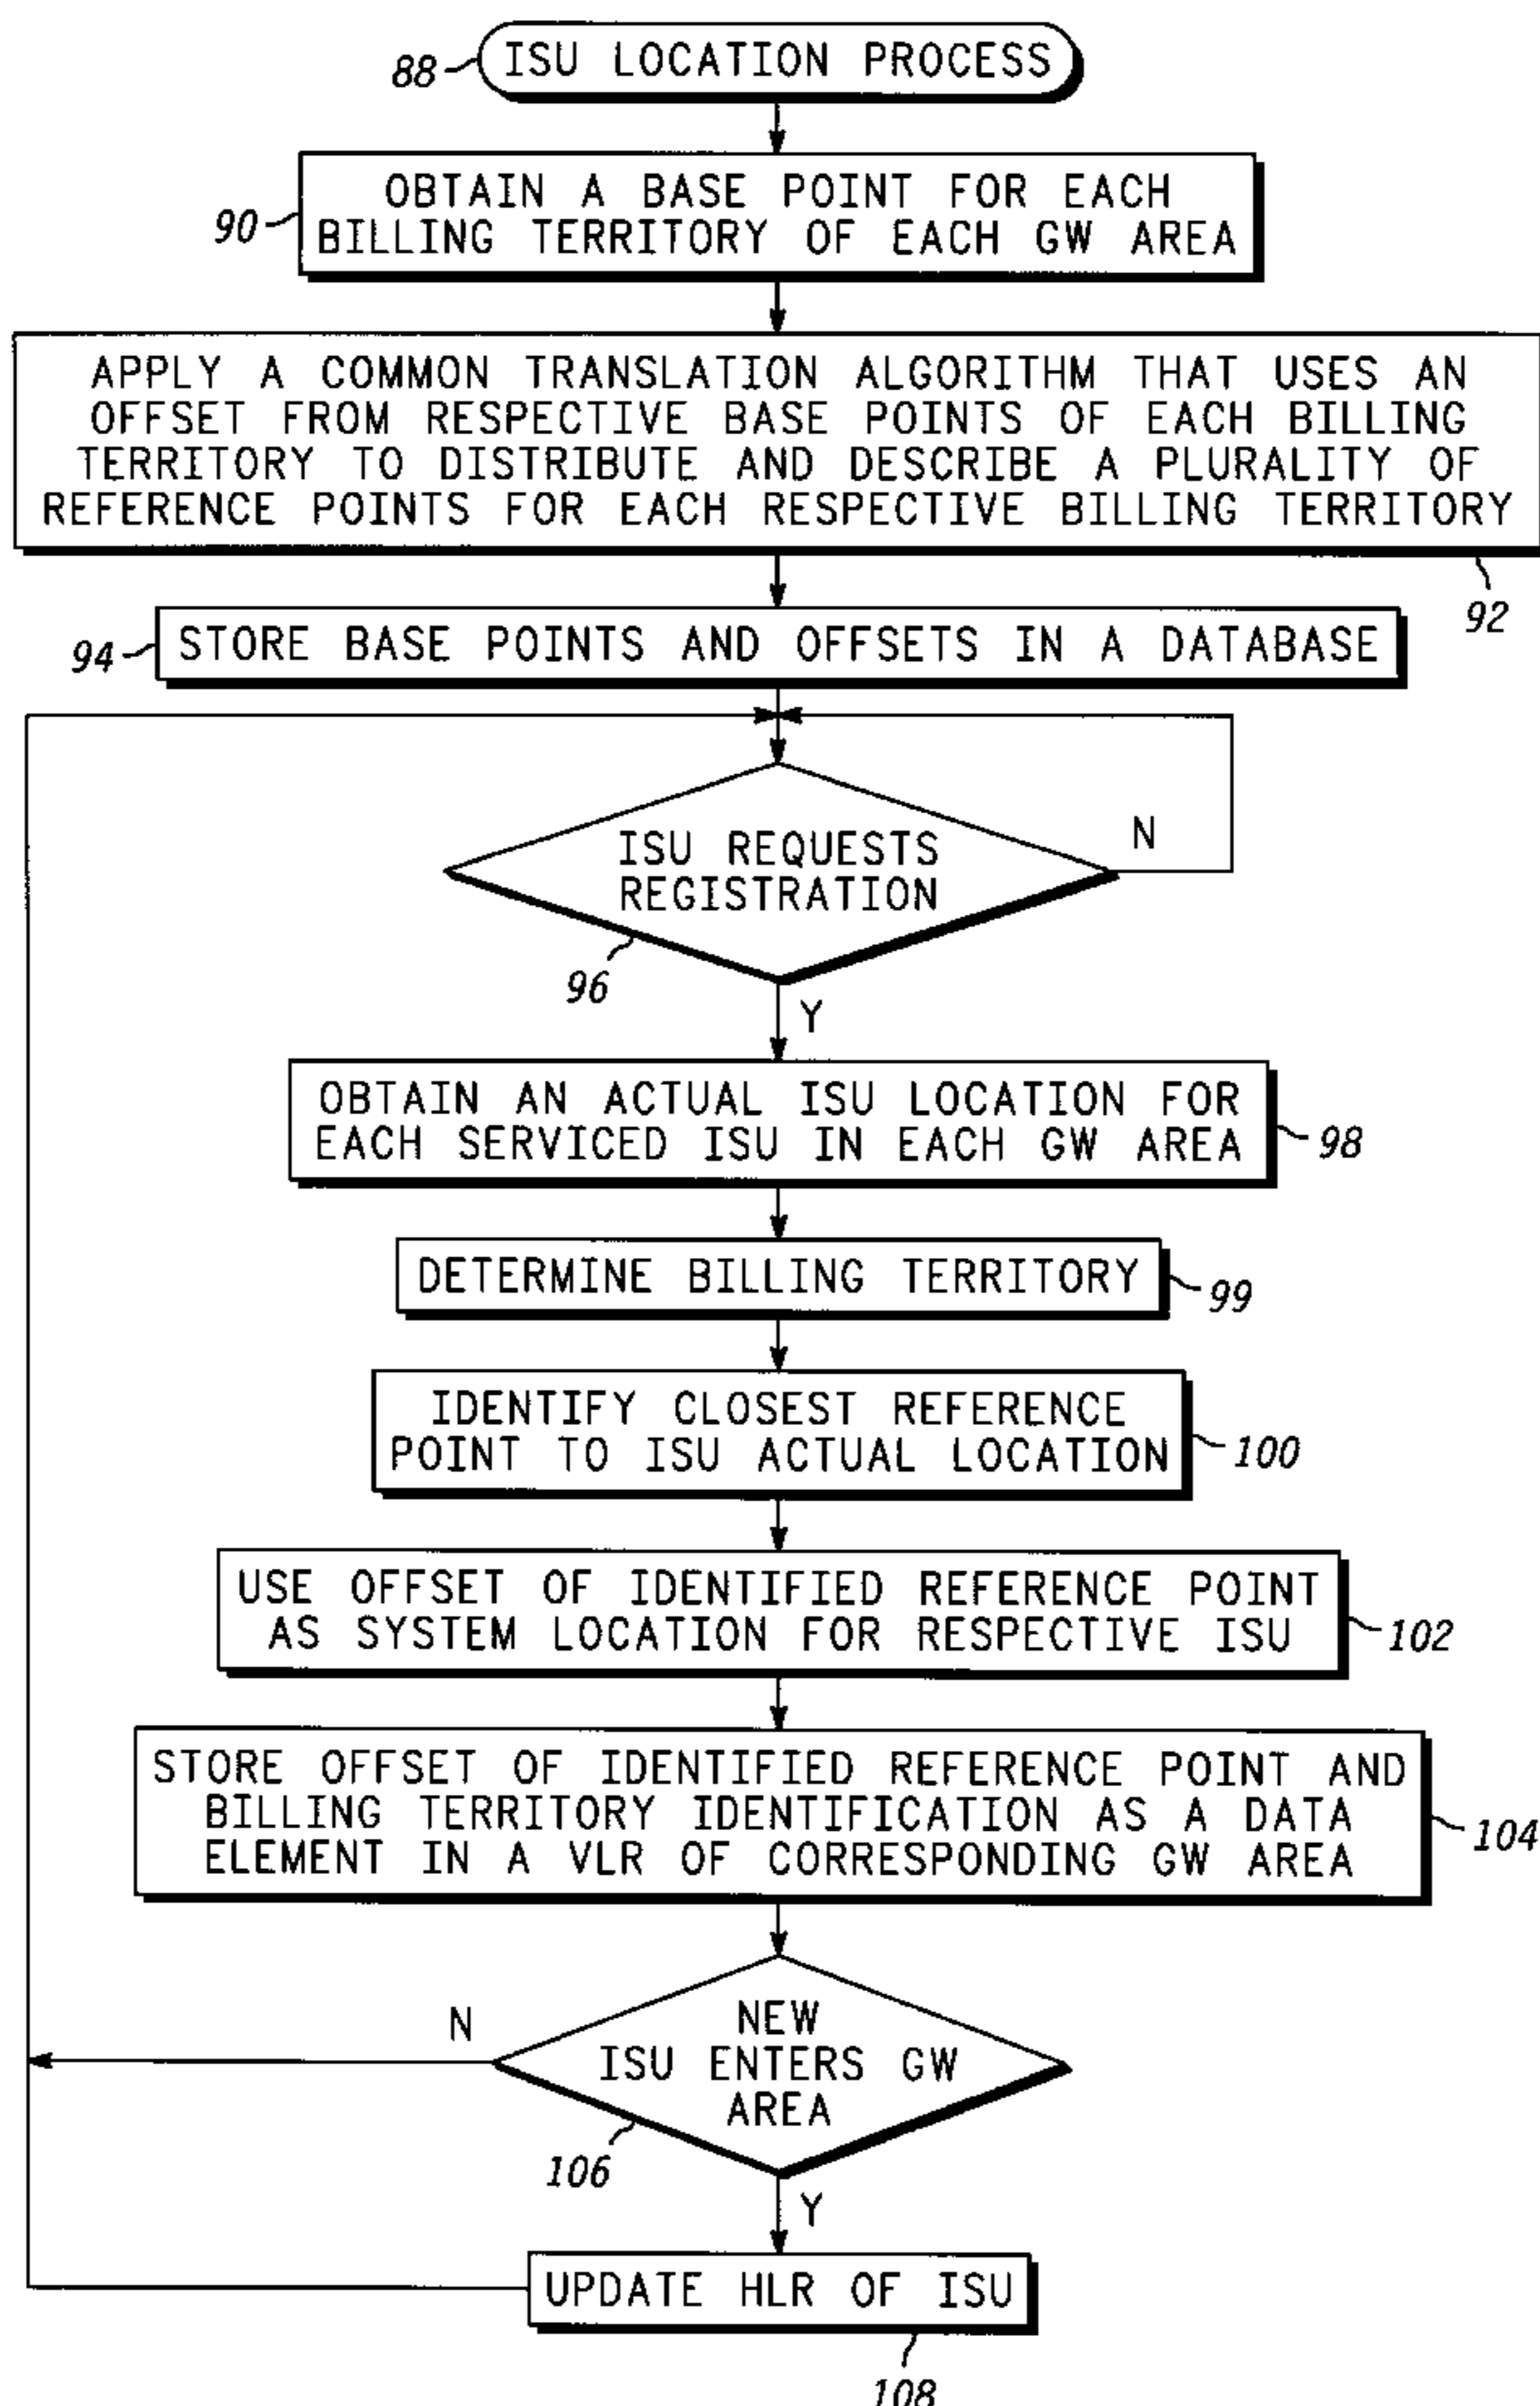 88
ISU LOCATION PROCESS
90
OBTAIN A BASE POINT FOR EACH
BILLING TERRITORY OF EACH GW AREA
APPLY A COMMON TRANSLATION ALGORITHM THAT USES AN
OFFSET FROM RESPECTIVE BASE POINTS OF EACH BILLING
TERRITORY TO DISTRIBUTE AND DESCRIBE A PLURALITY OF
REFERENCE POINTS FOR EACH RESPECTIVE BILLING TERRITORY
92
94
STORE BASE POINTS AND OFFSETS IN A DATABASE
ISU REQUESTS
REGISTRATION
N
96
Y
OBTAIN AN ACTUAL ISU LOCATION FOR
EACH SERVICED ISU IN EACH GW AREA
98
DETERMINE BILLING TERRITORY
99
IDENTIFY CLOSEST REFERENCE
POINT TO ISU ACTUAL LOCATION
100
USE OFFSET OF IDENTIFIED REFERENCE POINT
AS SYSTEM LOCATION FOR RESPECTIVE ISU
102
STORE OFFSET OF IDENTIFIED REFERENCE POINT AND
BILLING TERRITORY IDENTIFICATION AS A DATA
ELEMENT IN A VLR OF CORRESPONDING GW AREA
104
N
NEW
ISU ENTERS GW
AREA
106
Y
UPDATE HLR OF ISU
108